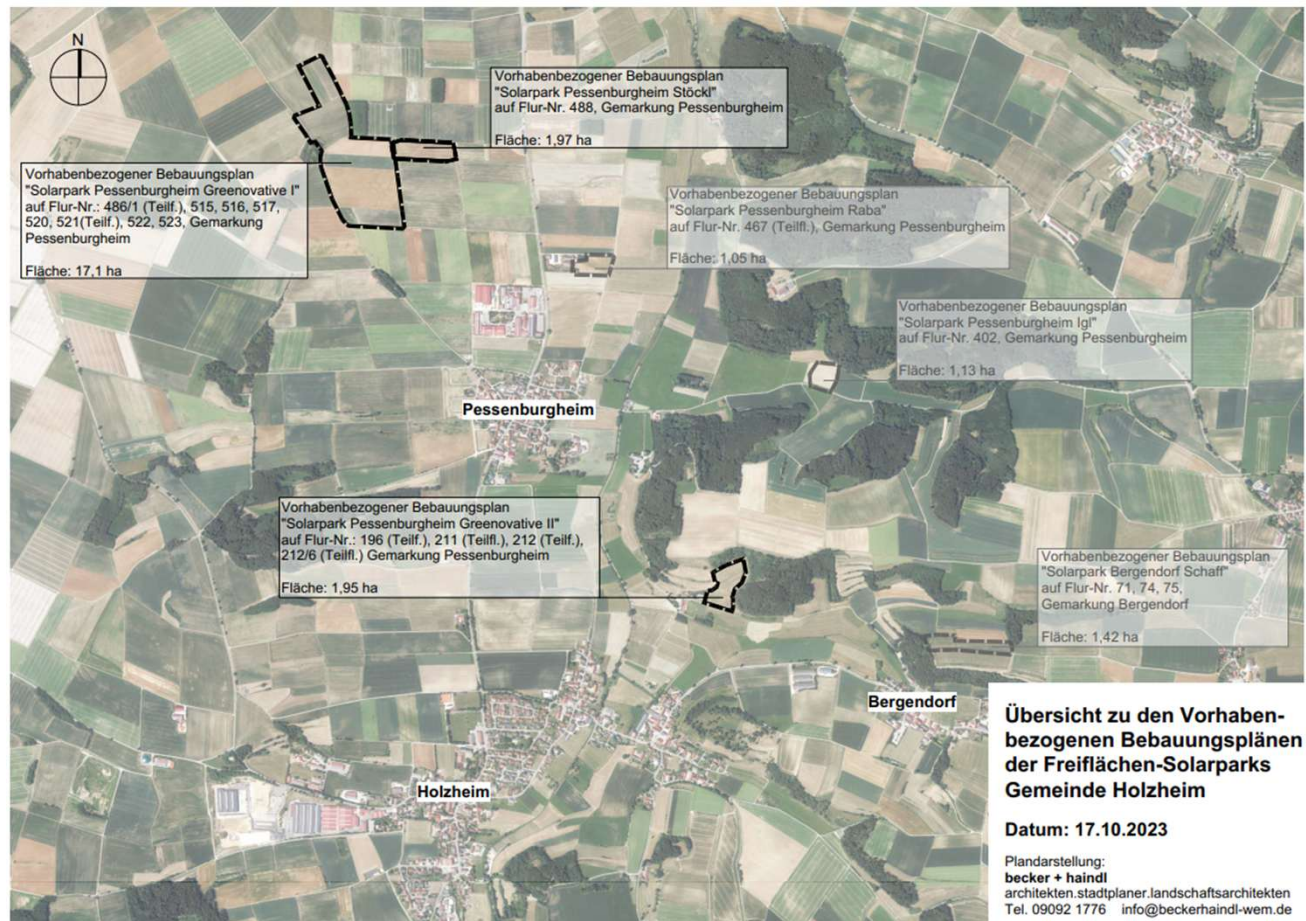 N
Vorhabenbezogener Bebauungsplan
"Solarpark Pessenburgheim Stöckl"
auf Flur-Nr. 488, Gemarkung Pessenburgheim
Fläche: 1,97 ha
Vorhabenbezogener Bebauungsplan
"Solarpark Pessenburgheim Greenovative I"
auf Flur-Nr.: 486/1 (Teilf.), 515, 516, 517,
520, 521(Teilf.), 522, 523, Gemarkung
Pessenburgheim
Fläche: 17,1 ha
Vorhabenbezogener Bebauungsplan
"Solarpark Pessenburgheim Raba"
auf Flur-Nr. 467 (Teilfl.), Gemarkung Pessenburgheim
Fläche: 1,05 ha
Vorhabenbezogener Bebauungsplan
"Solarpark Pessenburgheim Igl"
auf Flur-Nr. 402, Gemarkung Pessenburgheim
Fläche: 1,13 ha
Pessenburgheim
Vorhabenbezogener Bebauungsplan
"Solarpark Pessenburgheim Greenovative II"
auf Flur-Nr.: 196 (Teilf.), 211 (Teilfl.), 212 (Teilf.),
212/6 (Teilfl.) Gemarkung Pessenburgheim
Fläche: 1,95 ha
Vorhabenbezogener Bebauungsplan
"Solarpark Bergendorf Schaff"
auf Flur-Nr. 71, 74, 75,
Gemarkung Bergendorf
Fläche: 1,42 ha
Bergendorf
Holzheim
Übersicht zu den Vorhaben-
bezogenen Bebauungsplänen
der Freiflächen-Solarparks
Gemeinde Holzheim
Datum: 17.10.2023
Plandarstellung:
becker + haindl
architekten.stadtplaner.landschaftsarchitekten
Tel. 09092 1776 info@beckerhaindl-wem.de